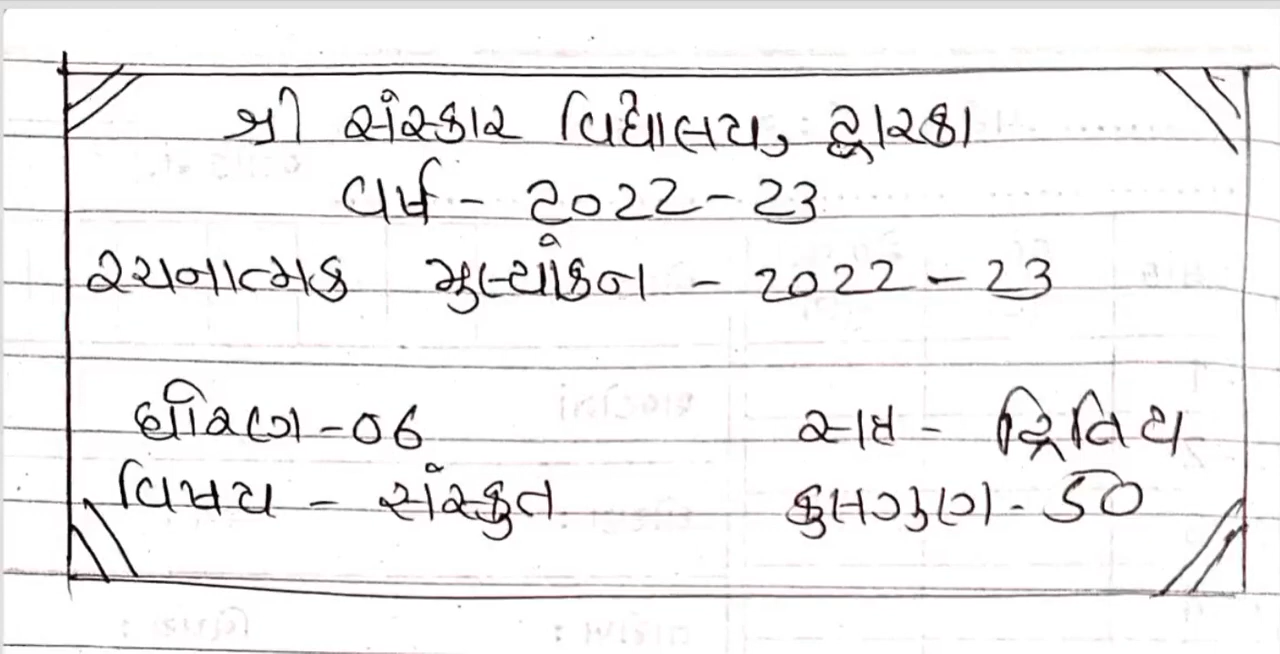 શ્રી સંસ્કાર વિદ્યાલય, દ્વારકા
વર્ષ - 2022-23
રચનાત્મક મુલ્યાંકન - 2022-23
ધોરણ-06 સત્ર - દ્વિતિય
વિષય - સંસ્કૃત કુલગુણ - 50